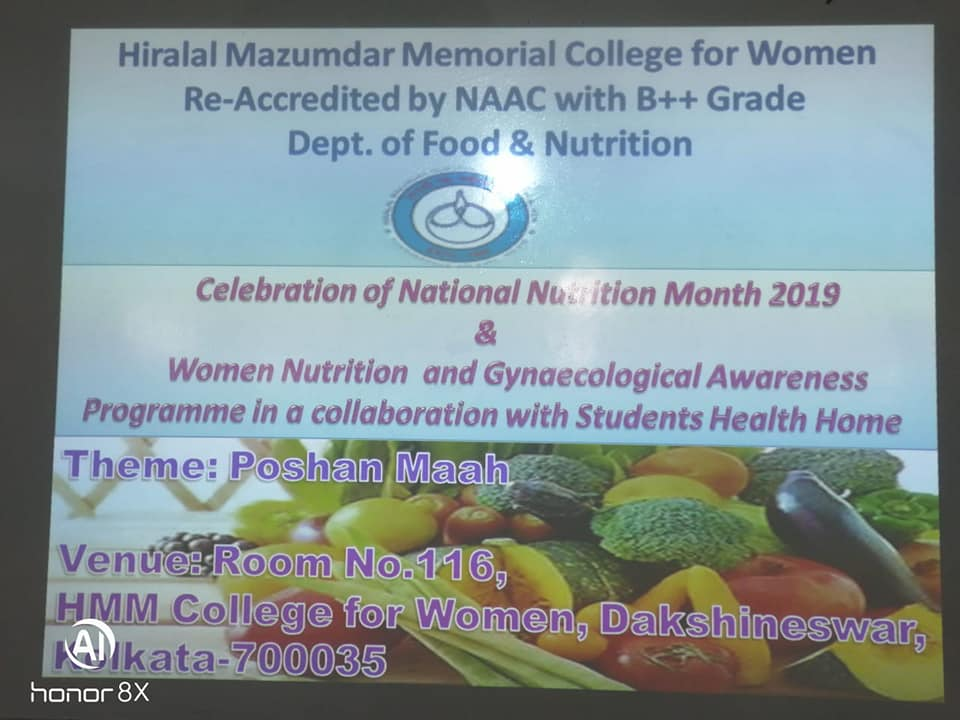 Hiralal Mazumdar Memorial College for Women
Re-Accredited by NAAC with B++ Grade
Dept. of Food & Nutrition
Celebration of National Nutrition Month 2019
&
Women Nutrition and Gynaecological Awareness
Programme in a collaboration with Students Health Home
Theme: Poshan Maah
Venue: Room No.116,
HMM College for Women, Dakshineswar,
Kolkata-700035
AI
honor 8X